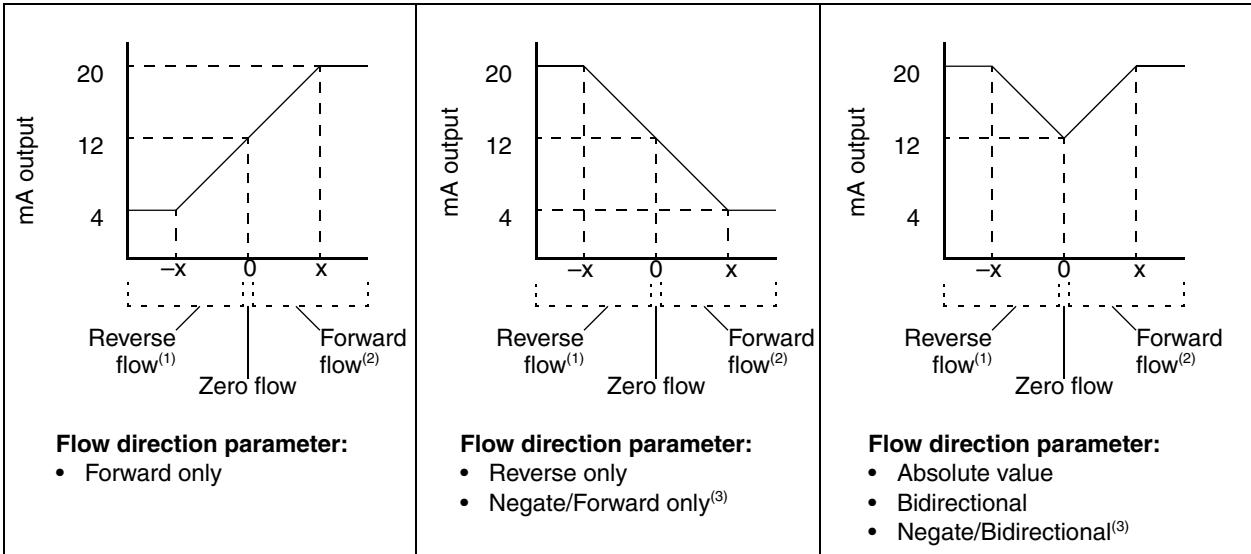 mA output
20
12
4
–x 0 x
Reverse flow(1)
Forward flow(2)
Zero flow
Flow direction parameter:
• Forward only
mA output
20
12
4
–x 0 x
Reverse flow(1)
Forward flow(2)
Zero flow
Flow direction parameter:
• Reverse only
• Negate/Forward only(3)
mA output
20
12
4
–x 0 x
Reverse flow(1)
Forward flow(2)
Zero flow
Flow direction parameter:
• Absolute value
• Bidirectional
• Negate/Bidirectional(3)